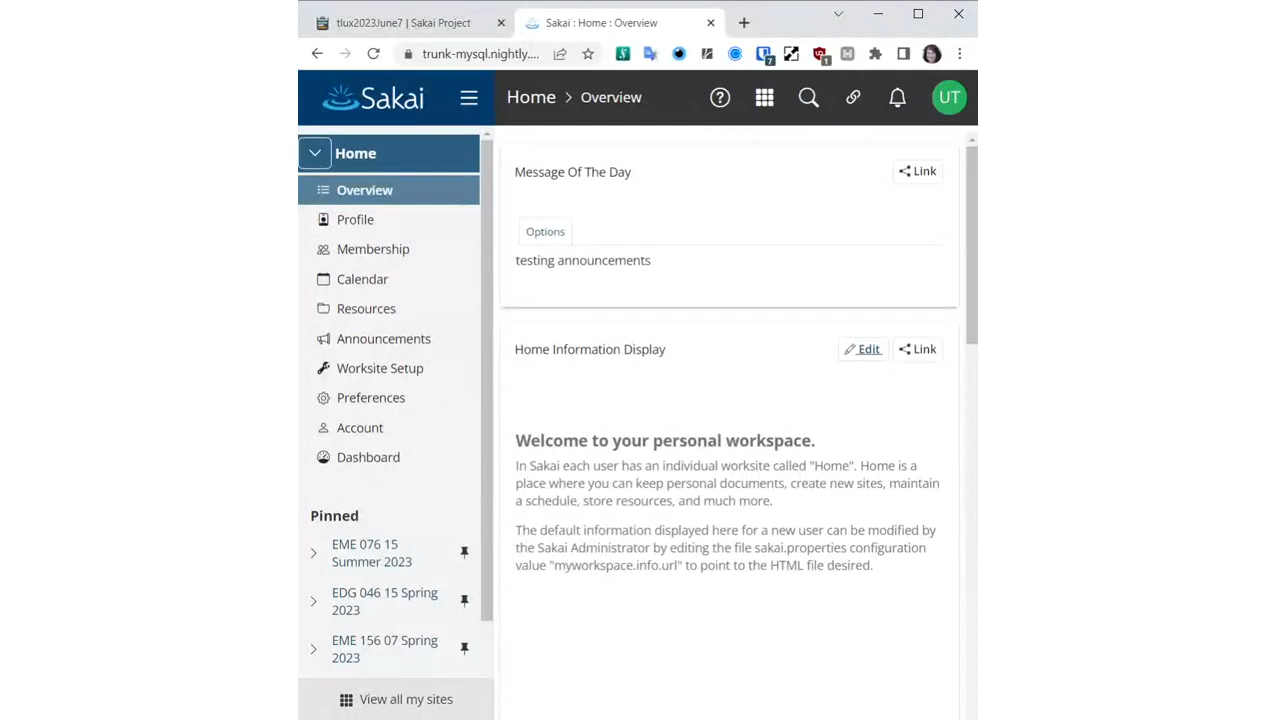 tlux2023June7 | Sakai Project
Sakai : Home : Overview
trunk-mysql.nightly....
7
1
Sakai
Home > Overview
UT
Home
Overview
Profile
Membership
Calendar
Resources
Announcements
Worksite Setup
Preferences
Account
Dashboard
Pinned
EME 076 15
Summer 2023
EDG 046 15 Spring
2023
EME 156 07 Spring
2023
View all my sites
Message Of The Day
Link
Options
testing announcements
Home Information Display
Edit
Link
Welcome to your personal workspace.
In Sakai each user has an individual worksite called "Home". Home is a
place where you can keep personal documents, create new sites, maintain
a schedule, store resources, and much more.
The default information displayed here for a new user can be modified by
the Sakai Administrator by editing the file sakai.properties configuration
value "myworkspace.info.url" to point to the HTML file desired.